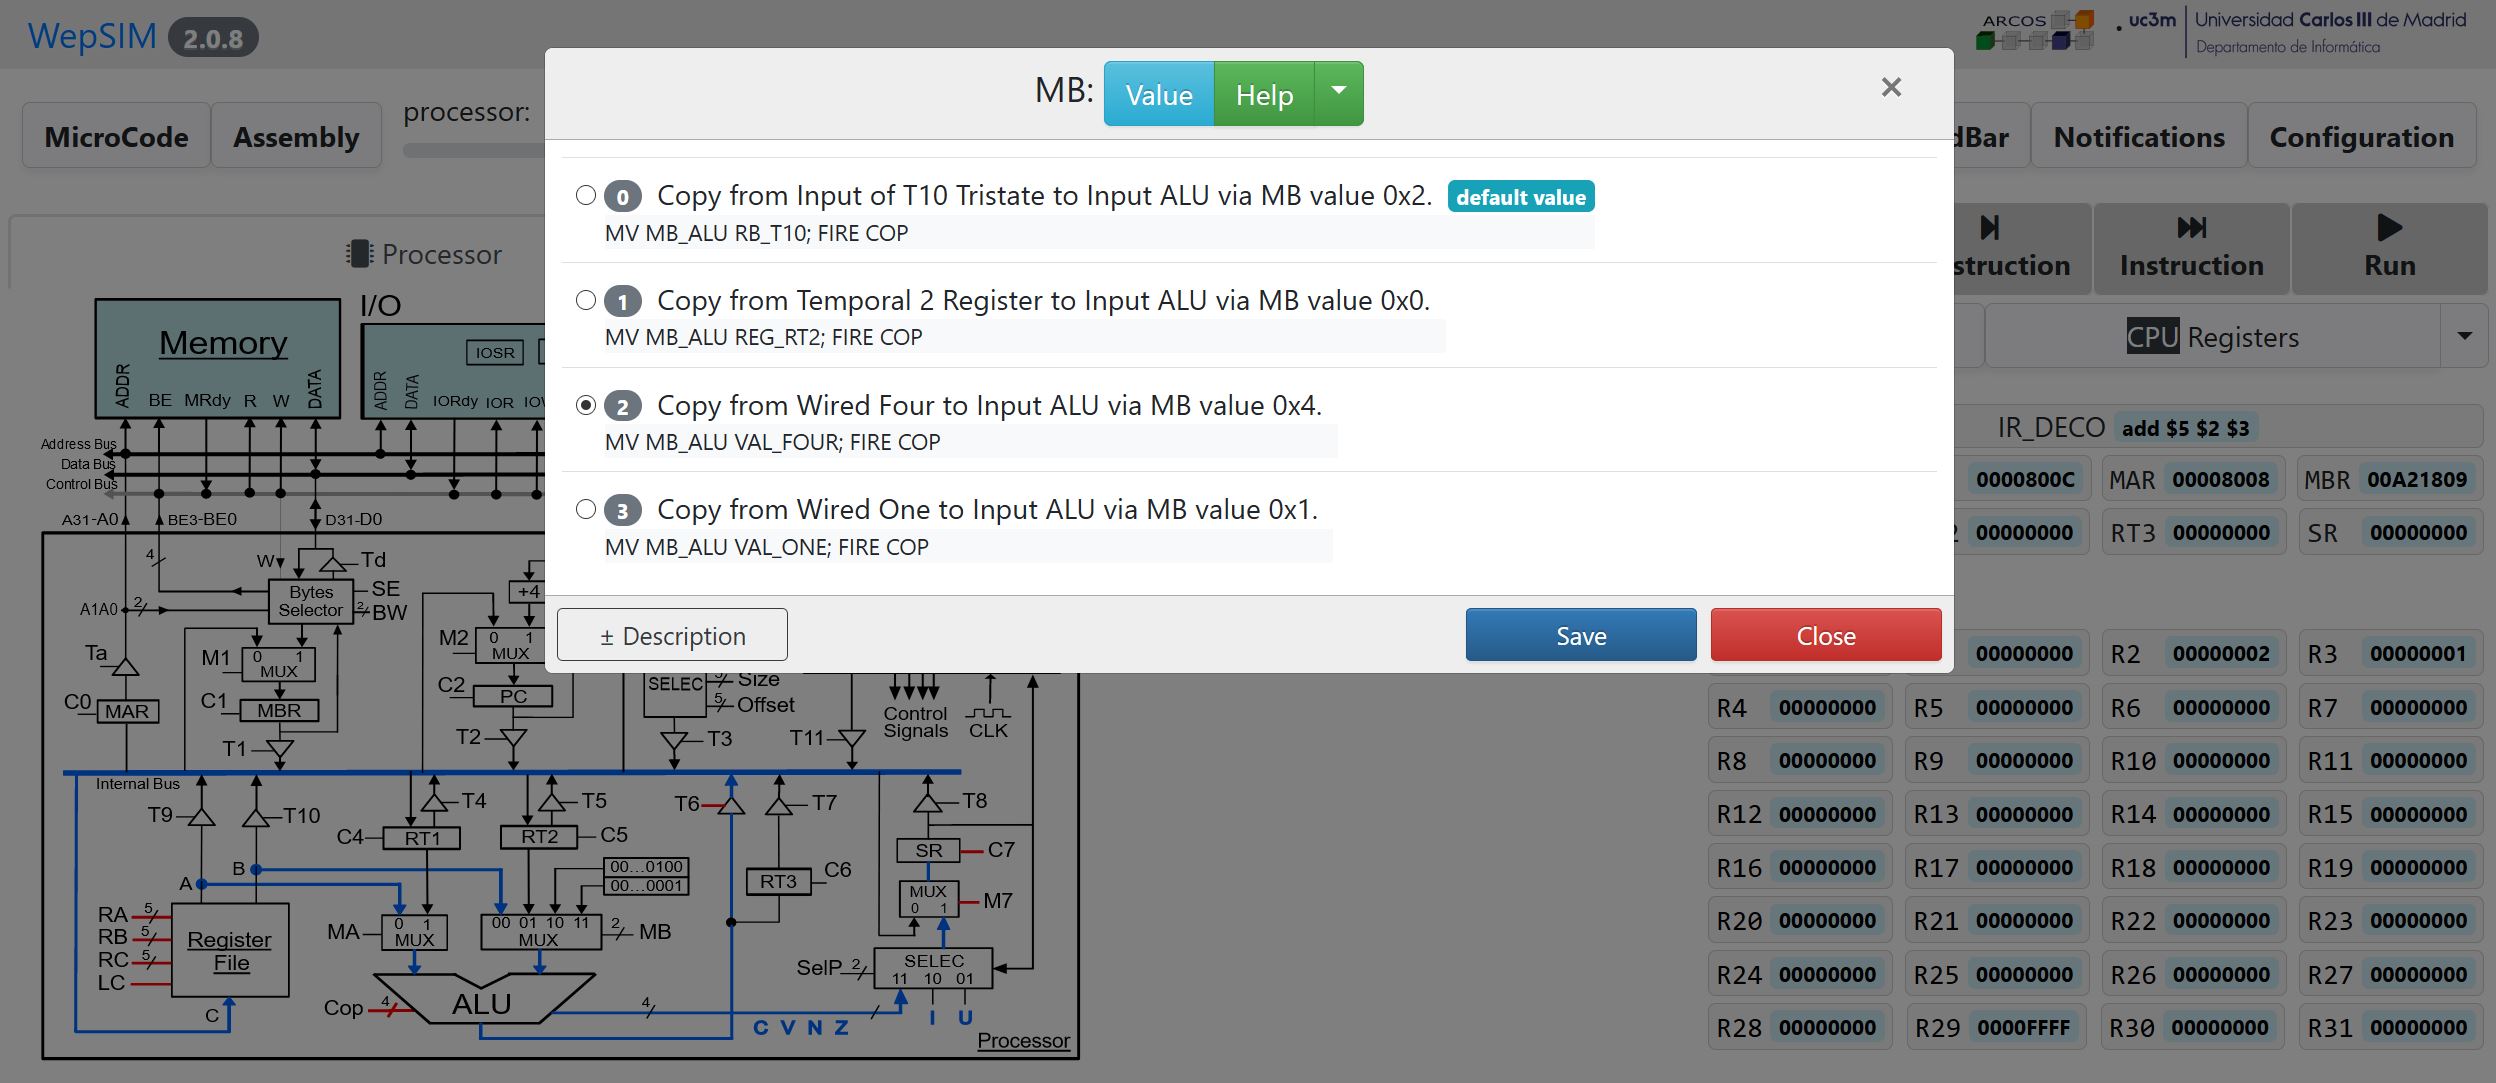 WepSIM 2.0.8
ARCOS
uc3m Universidad Carlos III de Madrid
Departamento de Informática
MicroCode Assembly
processor:
dBar Notifications Configuration
MB: Value Help ×
0 Copy from Input of T10 Tristate to Input ALU via MB value 0x2. default value
MV MB_ALU RB_T10; FIRE COP
1 Copy from Temporal 2 Register to Input ALU via MB value 0x0.
MV MB_ALU REG_RT2; FIRE COP
2 Copy from Wired Four to Input ALU via MB value 0x4.
MV MB_ALU VAL_FOUR; FIRE COP
3 Copy from Wired One to Input ALU via MB value 0x1.
MV MB_ALU VAL_ONE; FIRE COP
± Description Save Close
struction Instruction Run
CPU Registers
IR_DECO add $5 $2 $3
0000800C MAR 00008008 MBR 00A21809
2 00000000 RT3 00000000 SR 00000000
00000000 R2 00000002 R3 00000001
R4 00000000 R5 00000000 R6 00000000 R7 00000000
R8 00000000 R9 00000000 R10 00000000 R11 00000000
R12 00000000 R13 00000000 R14 00000000 R15 00000000
R16 00000000 R17 00000000 R18 00000000 R19 00000000
R20 00000000 R21 00000000 R22 00000000 R23 00000000
R24 00000000 R25 00000000 R26 00000000 R27 00000000
R28 00000000 R29 0000FFFF R30 00000000 R31 00000000
Processor
I/O
Memory
IOSR
ADDR BE MRdy R W DATA
ADDR DATA IORdy IOR IOW
Address Bus
Data Bus
Control Bus
A31-A0 BE3-BE0 D31-D0
4 W Td
Bytes Selector
SE
2 BW
A1A0 2
+4
M2 0 1
MUX
Ta M1 0 1
MUX
C0 MAR C1 MBR C2 PC
SELEC 5 Size
5 Offset
Control Signals
CLK
T1 T2 T3 T11
Internal Bus
T9 T10 T4 T5 T6 T7 T8
C4 RT1 RT2 C5
SR C7
B
A
00...0100
00...0001
RT3 C6
MUX
0 1
M7
RA 5
RB 5
RC 5
LC
Register File
MA 0 1
MUX
00 01 10 11
MUX
2 MB
SelP 2 SELEC
11 10 01
Cop 4 ALU 4
C
C V N Z I U
Processor